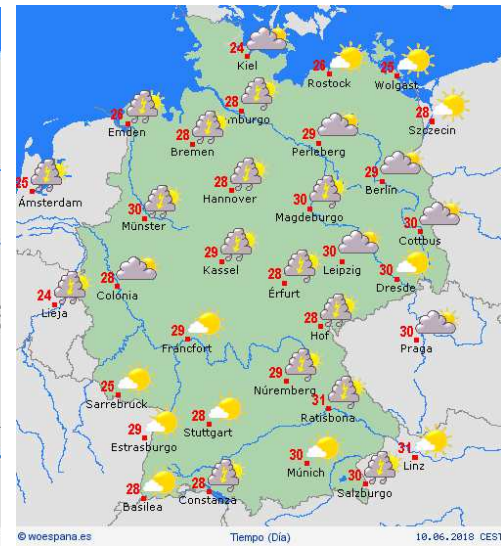 24
Kiel
26
Rostock
25
Wolgast
28
Szczecin
26
Emden
28
mburgo
28
Bremen
29
Perleberg
29
Berlín
25
Ámsterdam
30
Münster
28
Hannover
30
Magdeburgo
30
Cottbus
24
Lieja
28
Colonia
29
Kassel
28
Érfurt
30
Leipzig
30
Dresde
29
Fráncfort
28
Hof
30
Praga
25
Sarrebruck
29
Núremberg
31
Ratisbona
29
Estrasburgo
28
Stuttgart
30
Múnich
31
Linz
28
Basilea
28
Constanza
30
Salzburgo
© woespana.es Tiempo (Día) 10.06.2018 CEST